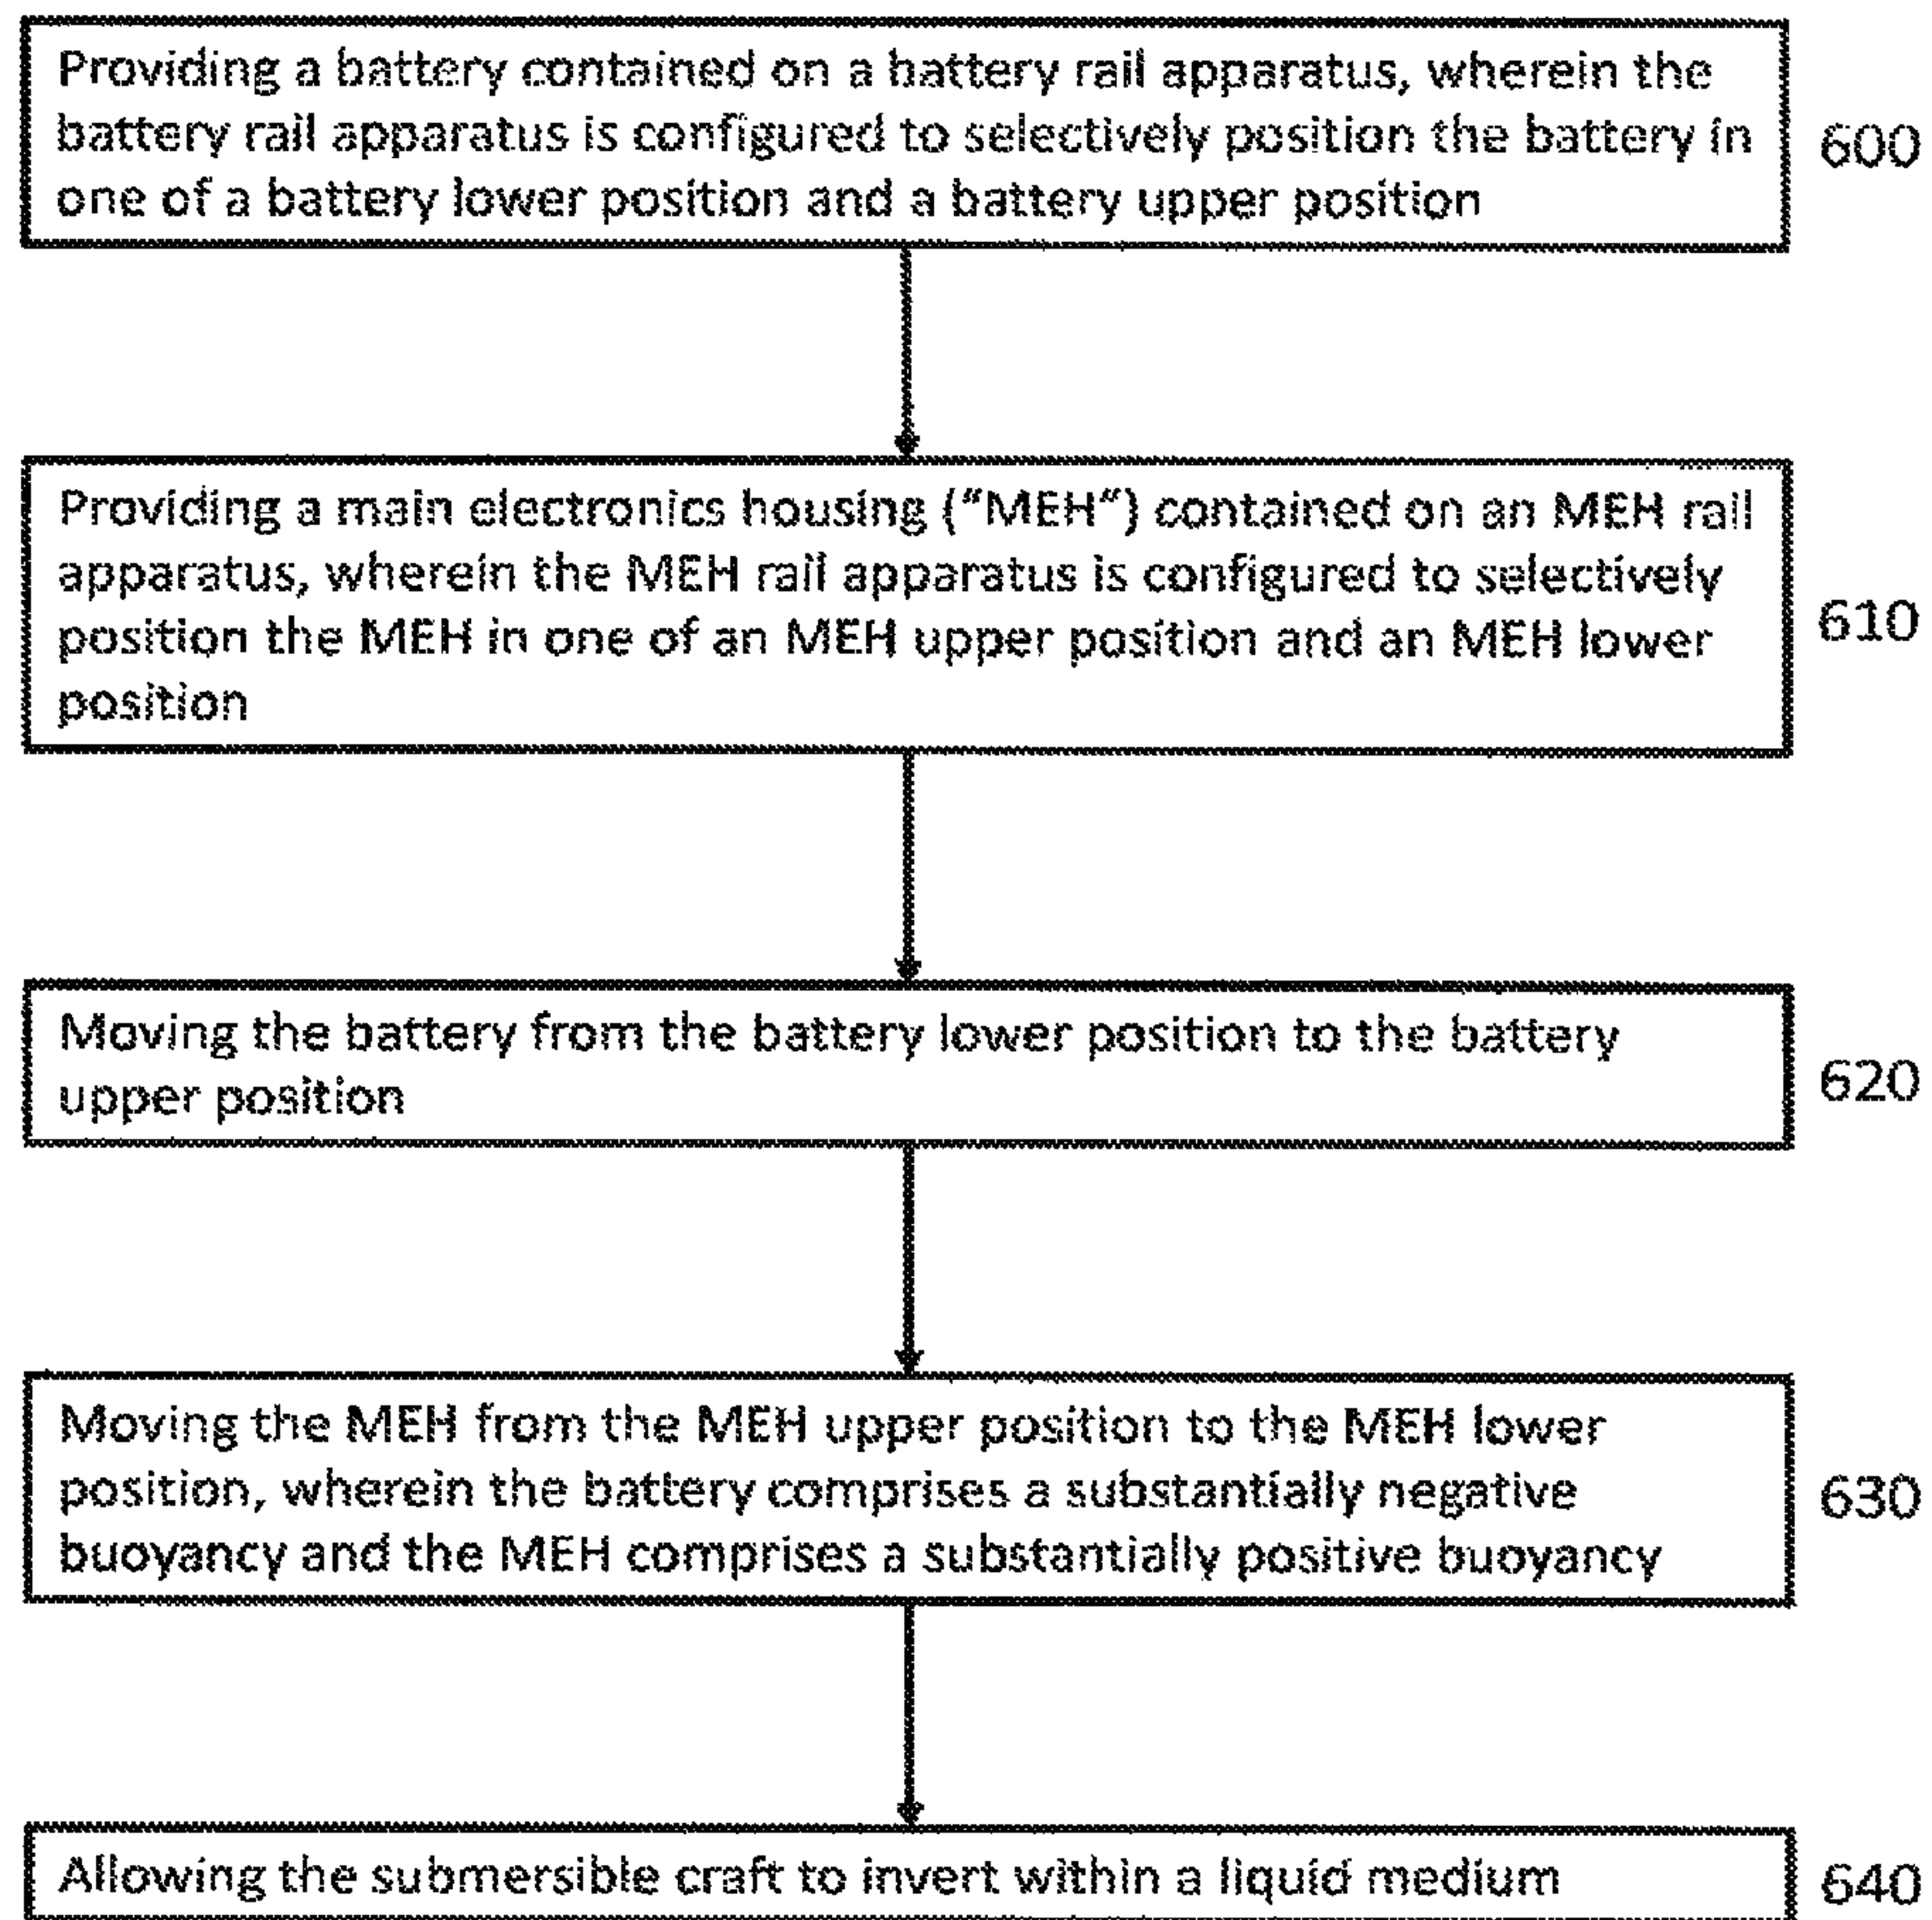 Providing a battery contained on a battery rail apparatus, wherein the
battery rail apparatus is configured to selectively position the battery in
one of a battery lower position and a battery upper position
600
Providing a main electronics housing ("MEH") contained on an MEH rail
apparatus, wherein the MEH rail apparatus is configured to selectively
position the MEH in one of an MEH upper position and an MEH lower
position
610
Moving the battery from the battery lower position to the battery
upper position
620
Moving the MEH from the MEH upper position to the MEH lower
position, wherein the battery comprises a substantially negative
buoyancy and the MEH comprises a substantially positive buoyancy
630
Allowing the submersible craft to invert within a liquid medium
640